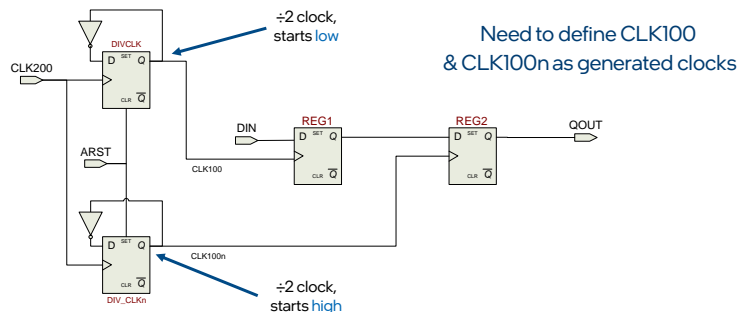 ÷2 clock,
starts low
Need to define CLK100
& CLK100n as generated clocks
DIVCLK
D SET Q
CLR Q
CLK200
ARST
DIN
CLK100
REG1
D SET Q
CLR Q
REG2
D SET Q
CLR Q
QOUT
D SET Q
CLR Q
DIV_CLKn
CLK100n
÷2 clock,
starts high